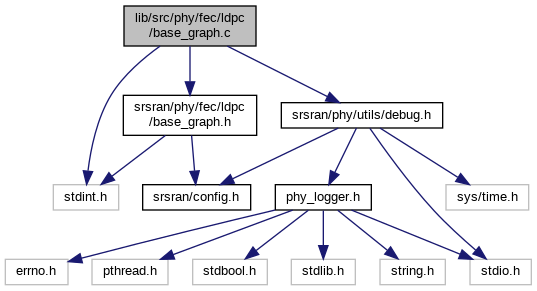 lib/src/phy/fec/ldpc
/base_graph.c
srsran/phy/fec/ldpc
/base_graph.h
srsran/phy/utils/debug.h
stdint.h
srsran/config.h
phy_logger.h
sys/time.h
errno.h
pthread.h
stdbool.h
stdlib.h
string.h
stdio.h